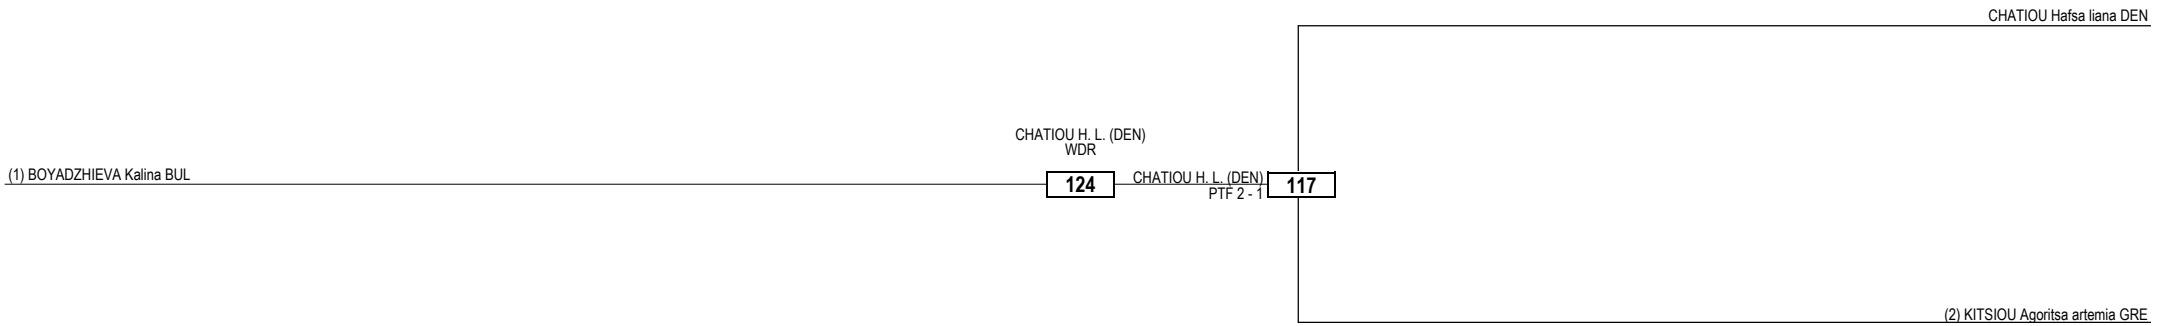 CHATIOU Hafsa liana DEN
CHATIOU H. L. (DEN)
WDR
(1) BOYADZHIEVA Kalina BUL
124
CHATIOU H. L. (DEN)
PTF 2 - 1
117
(2) KITSIOU Agoritsa artemia GRE